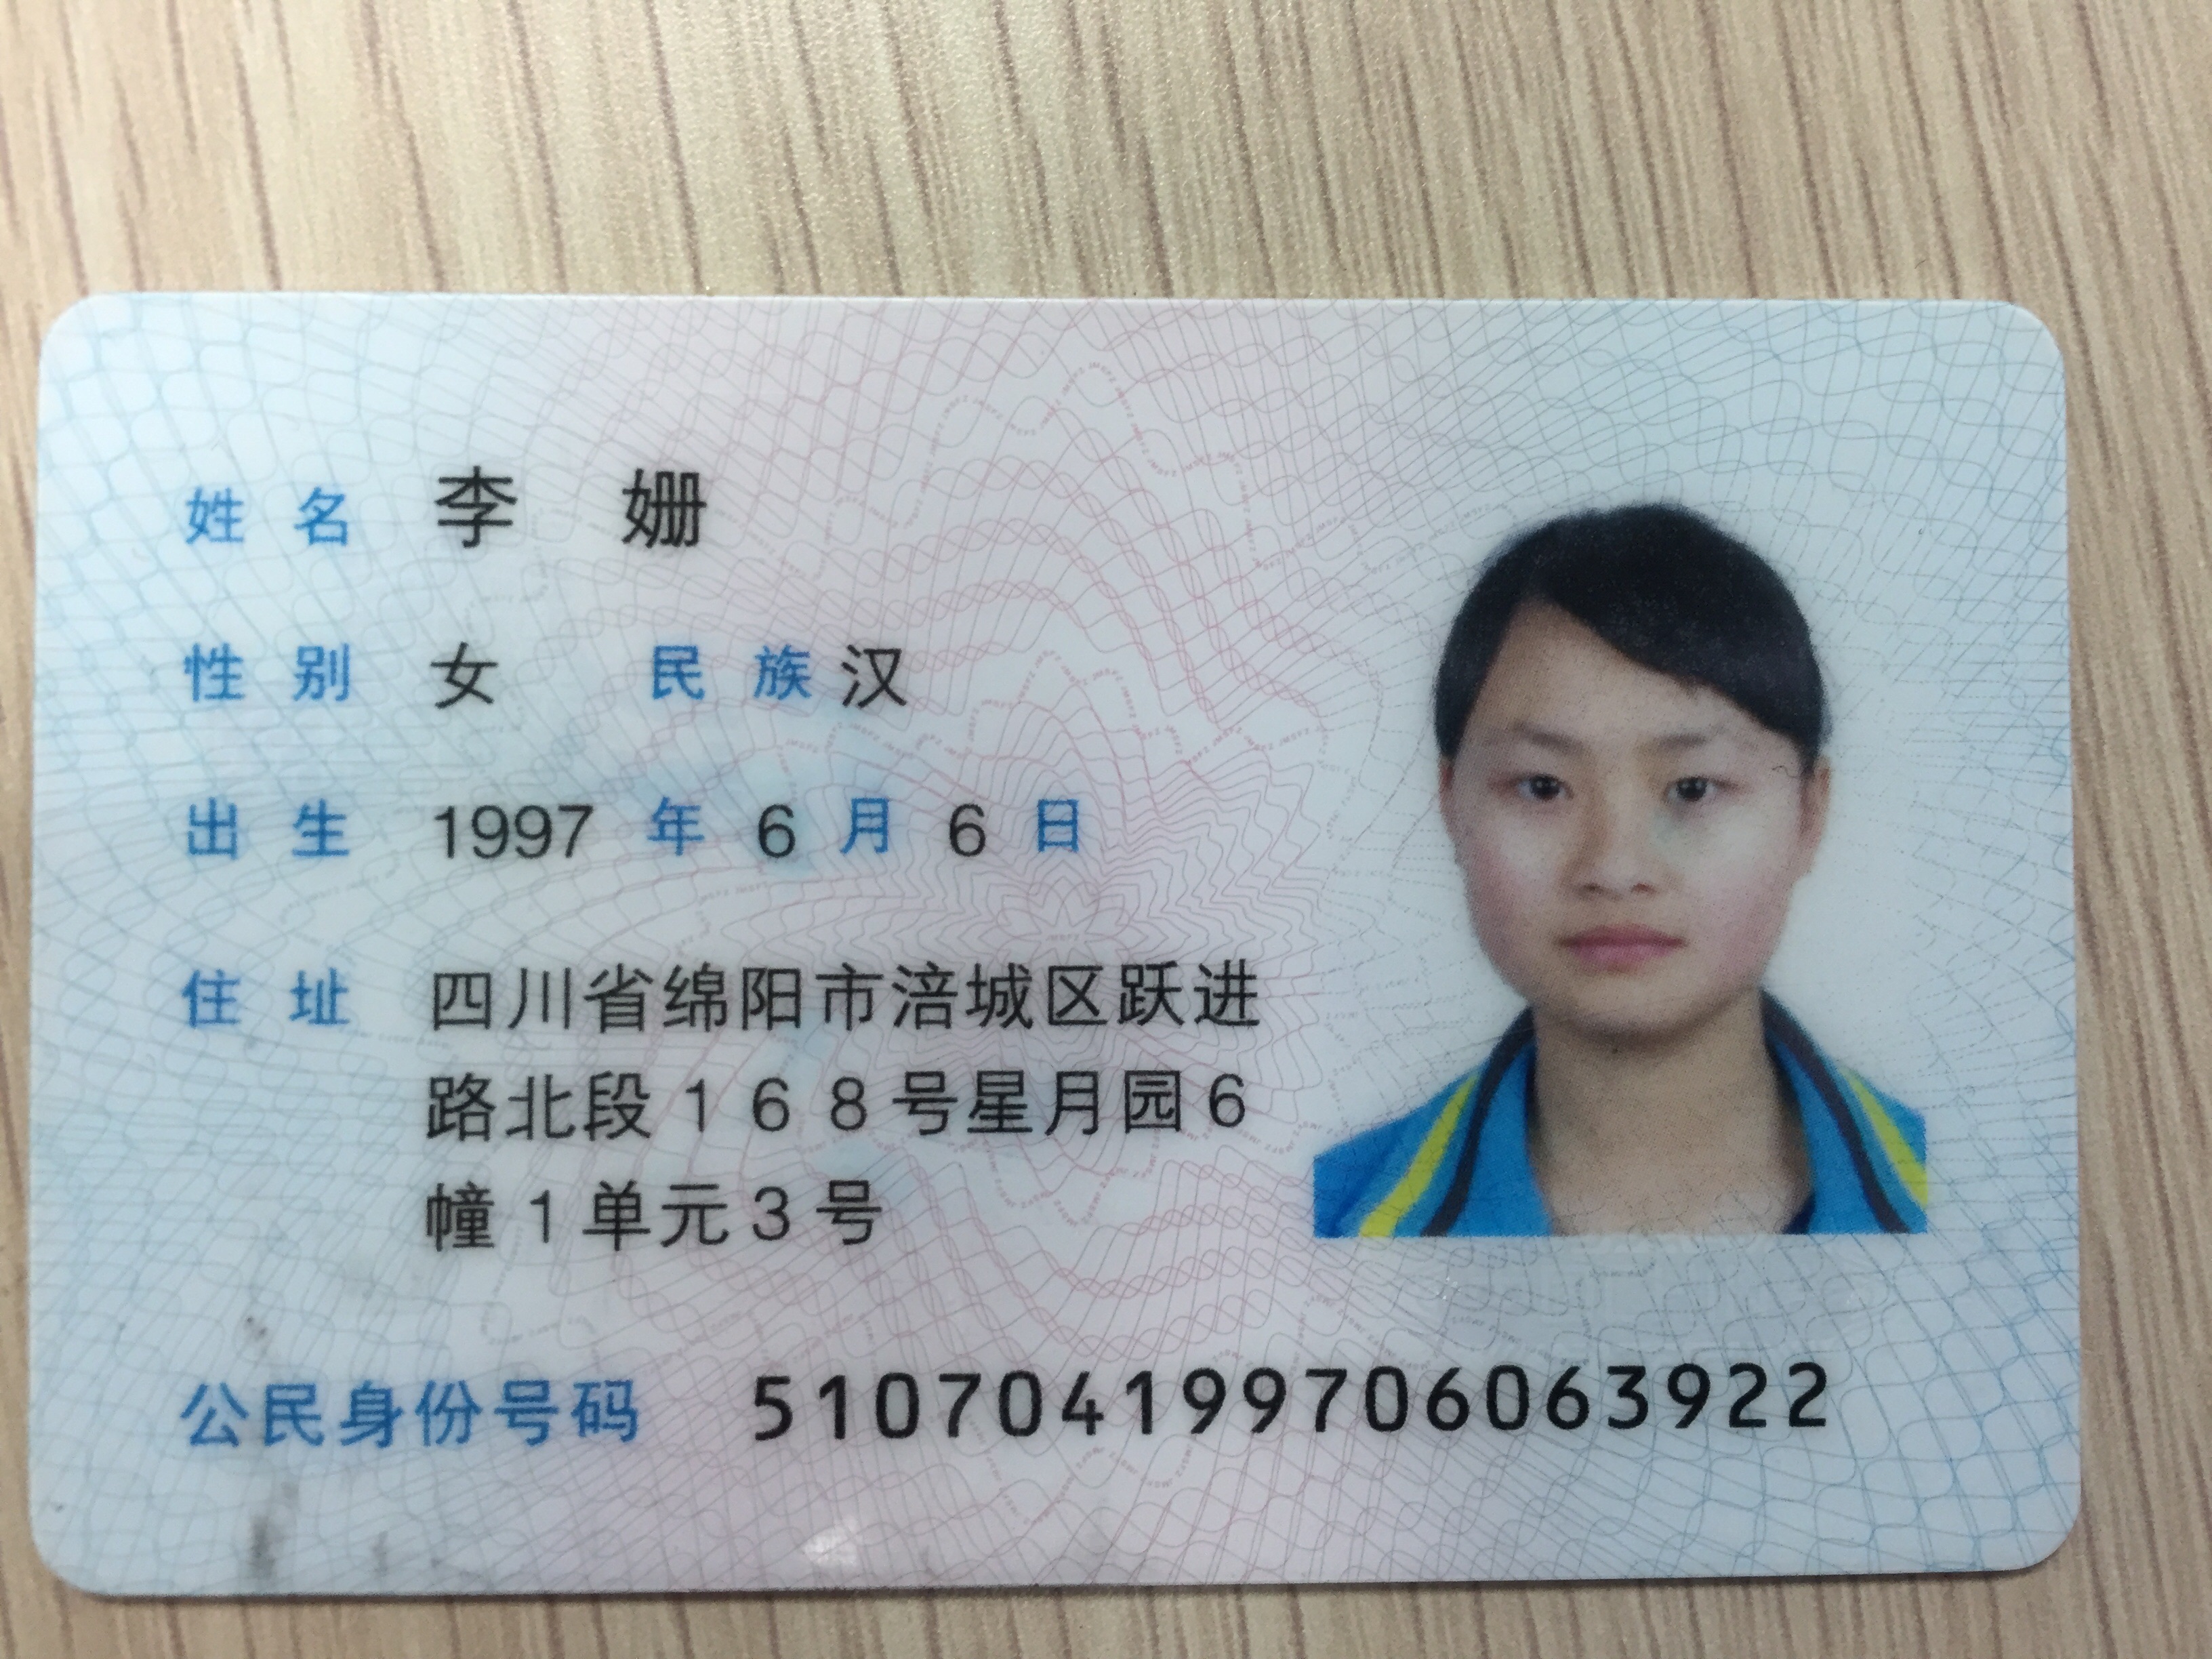 姓名 李姗
性别 女 民族 汉
出生 1997 年 6 月 6 日
住址 四川省绵阳市涪城区跃进
路北段168号星月园6
幢1单元3号
公民身份号码 510704199706063922